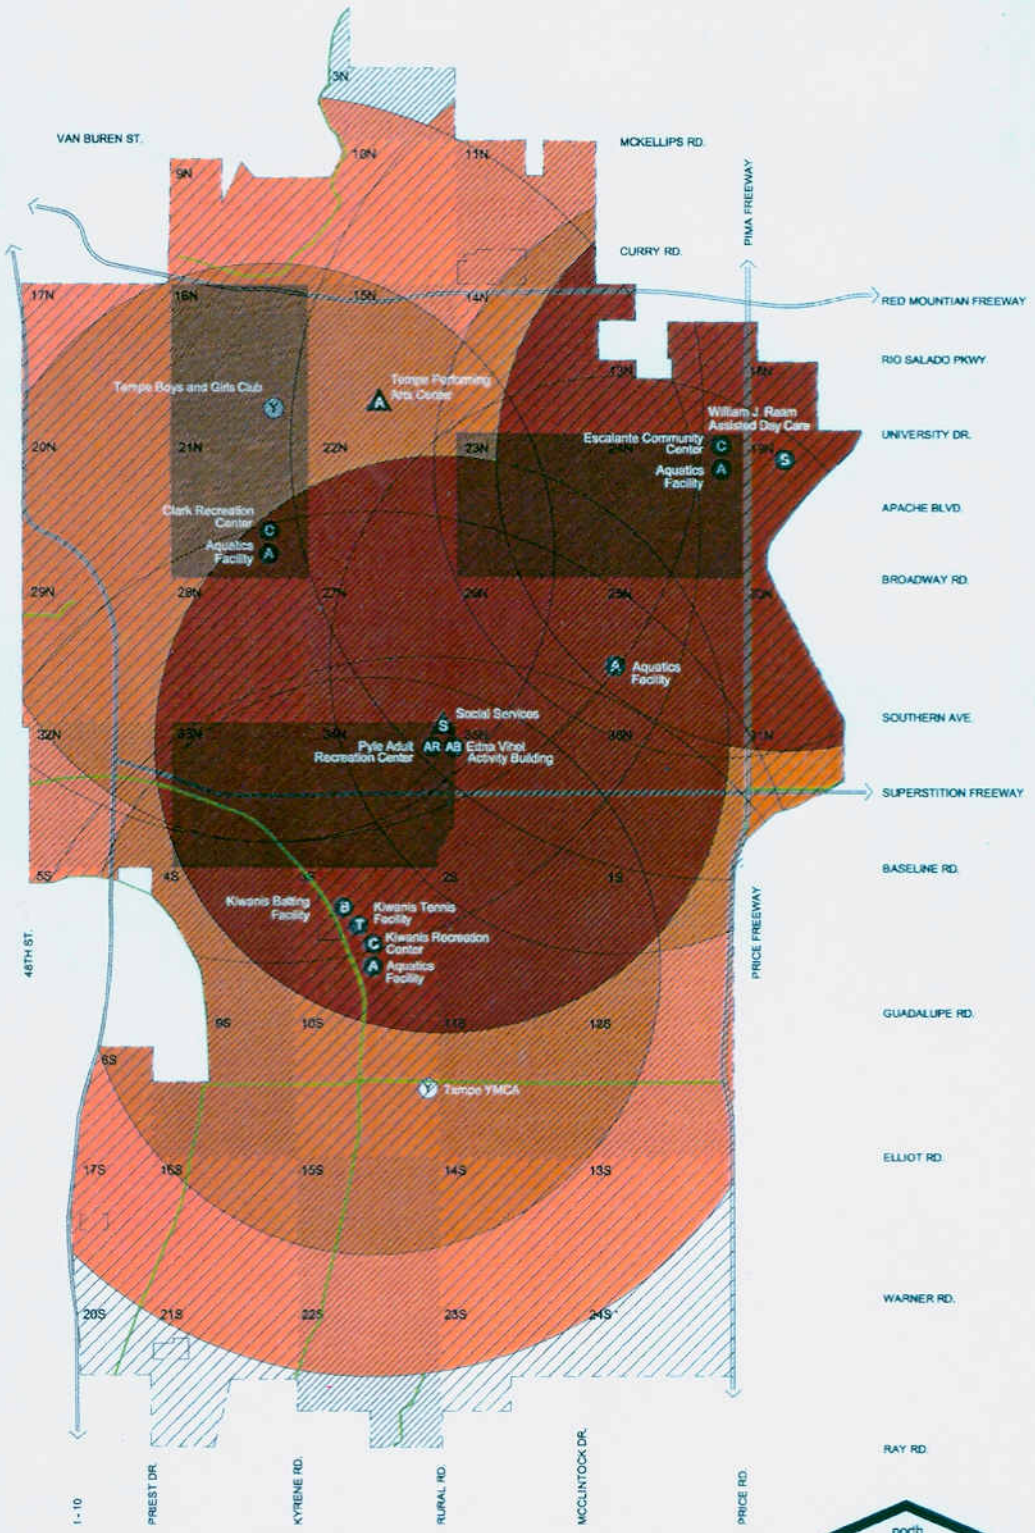 3N
VAN BUREN ST.
MCKELLIPS RD.
10N
11N
9N
PIMA FREEWAY
CURRY RD.
17N
16N
15N
14N
RED MOUNTIAN FREEWAY
RIO SALADO PKWY.
13N
Tempe Boys and Girls Club
Y
Tempe Performing
Arts Center
A
William J. Ream
Assisted Day Care
S
UNIVERSITY DR.
20N
21N
22N
23N
24N
19N
Escalante Community
Center
C
Aquatics
Facility
A
APACHE BLVD.
Clark Recreation
Center
C
Aquatics
Facility
A
BROADWAY RD.
29N
28N
27N
26N
25N
A
Aquatics
Facility
SOUTHERN AVE.
32N
33N
34N
35N
36N
31N
Social Services
S
Pyle Adult
Recreation Center
AR
AB
Edna Vihel
Activity Building
SUPERSTITION FREEWAY
BASELINE RD.
5S
4S
3S
2S
1S
Kiwanis Batting
Facility
B
Kiwanis Tennis
Facility
T
Kiwanis Recreation
Center
C
Aquatics
Facility
A
48TH ST.
PRICE FREEWAY
GUADALUPE RD.
9S
10S
11S
12S
6S
Y
Tempe YMCA
ELLIOT RD.
17S
16S
15S
14S
13S
WARNER RD.
20S
21S
22S
23S
24S
RAY RD.
I - 10
PRIEST DR.
KYRENE RD.
RURAL RD.
MCCLINTOCK DR.
PRICE RD.
north